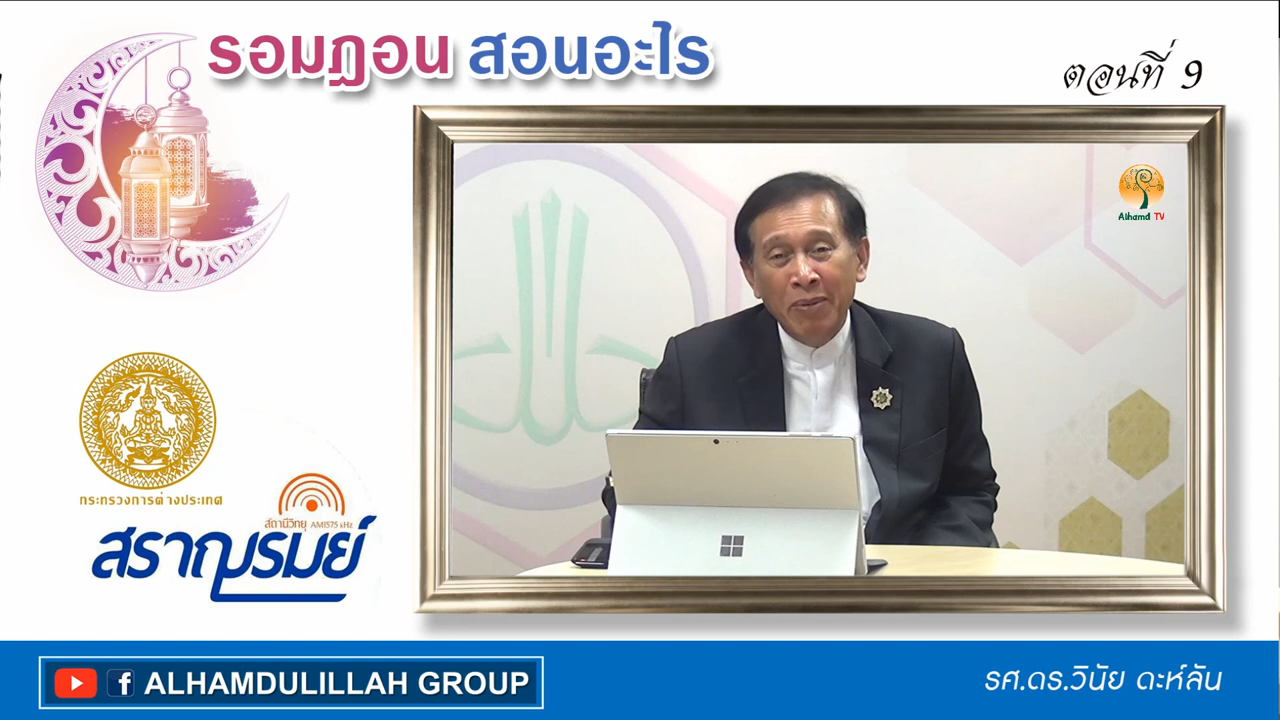 รอมฎอน สอนอะไร
ตอนที่ 9
Alhamd TV
กระทรวงการต่างประเทศ
สถานีวิทยุ AM1575 kHz
สราญรมย์
ALHAMDULILLAH GROUP
รศ.ดร.วินัย ดะห์ลัน